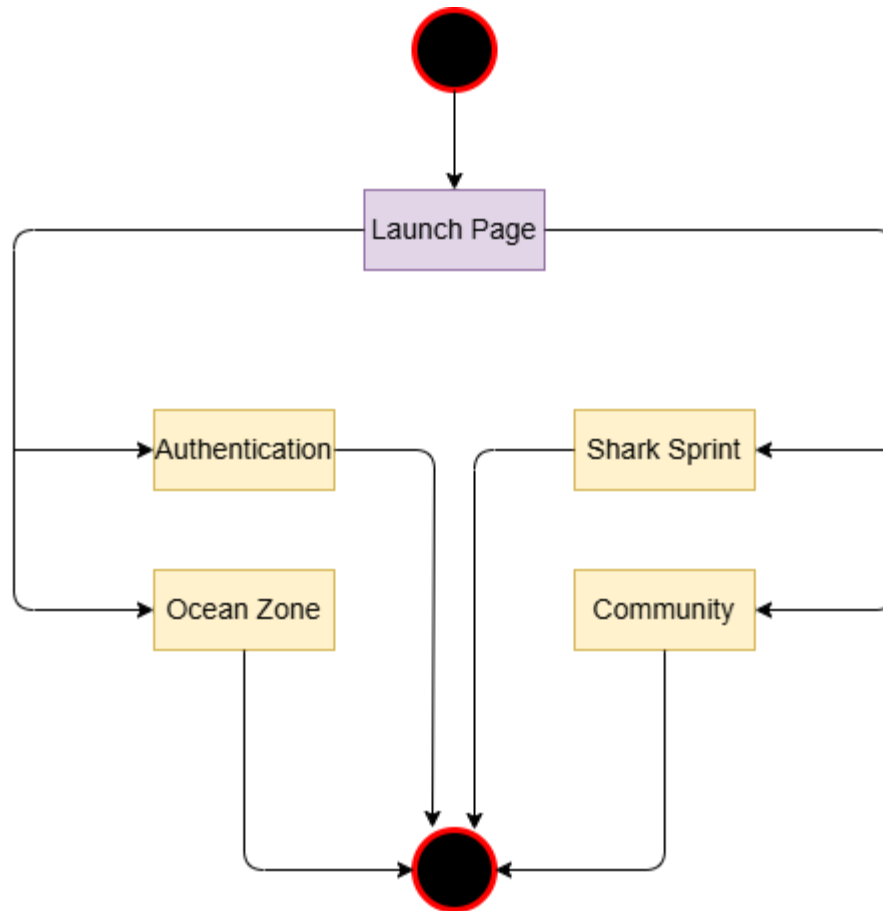 Launch Page
Authentication
Shark Sprint
Ocean Zone
Community